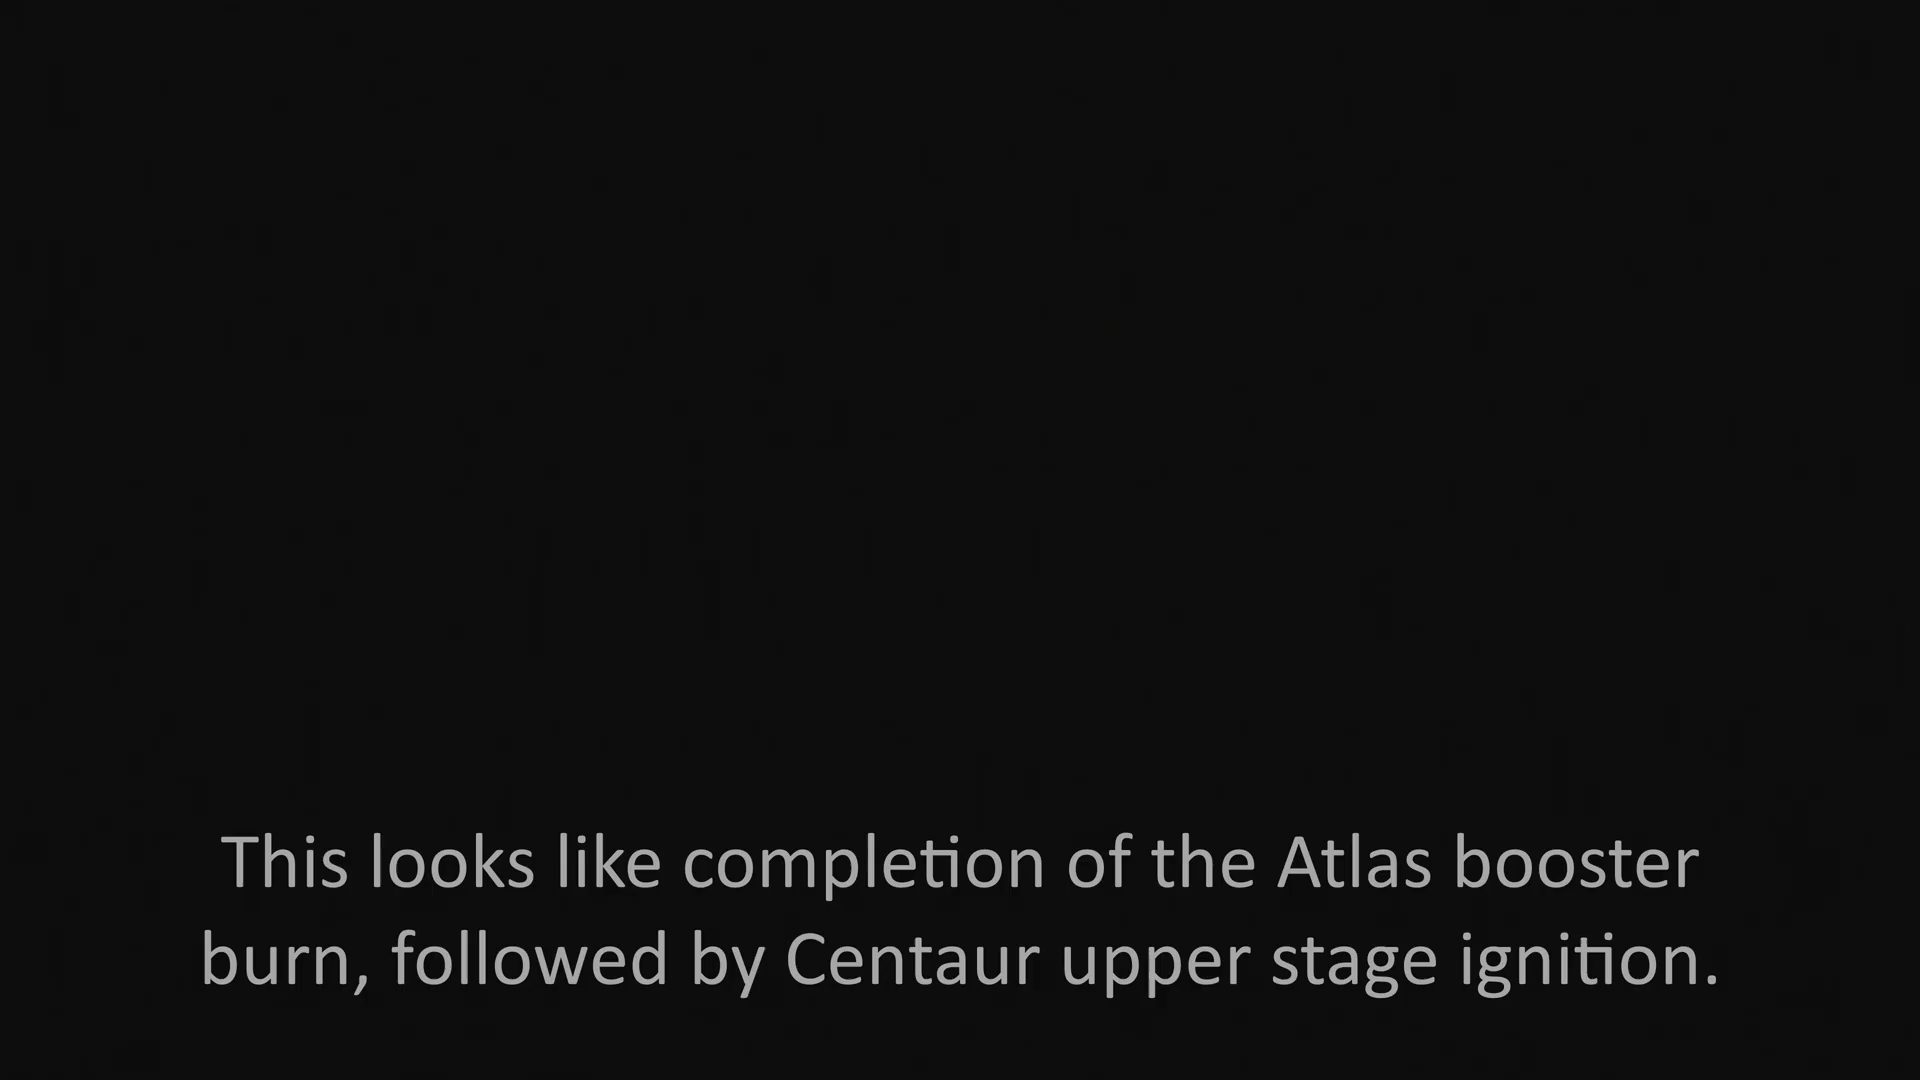 This looks like completion of the Atlas booster
burn, followed by Centaur upper stage ignition.